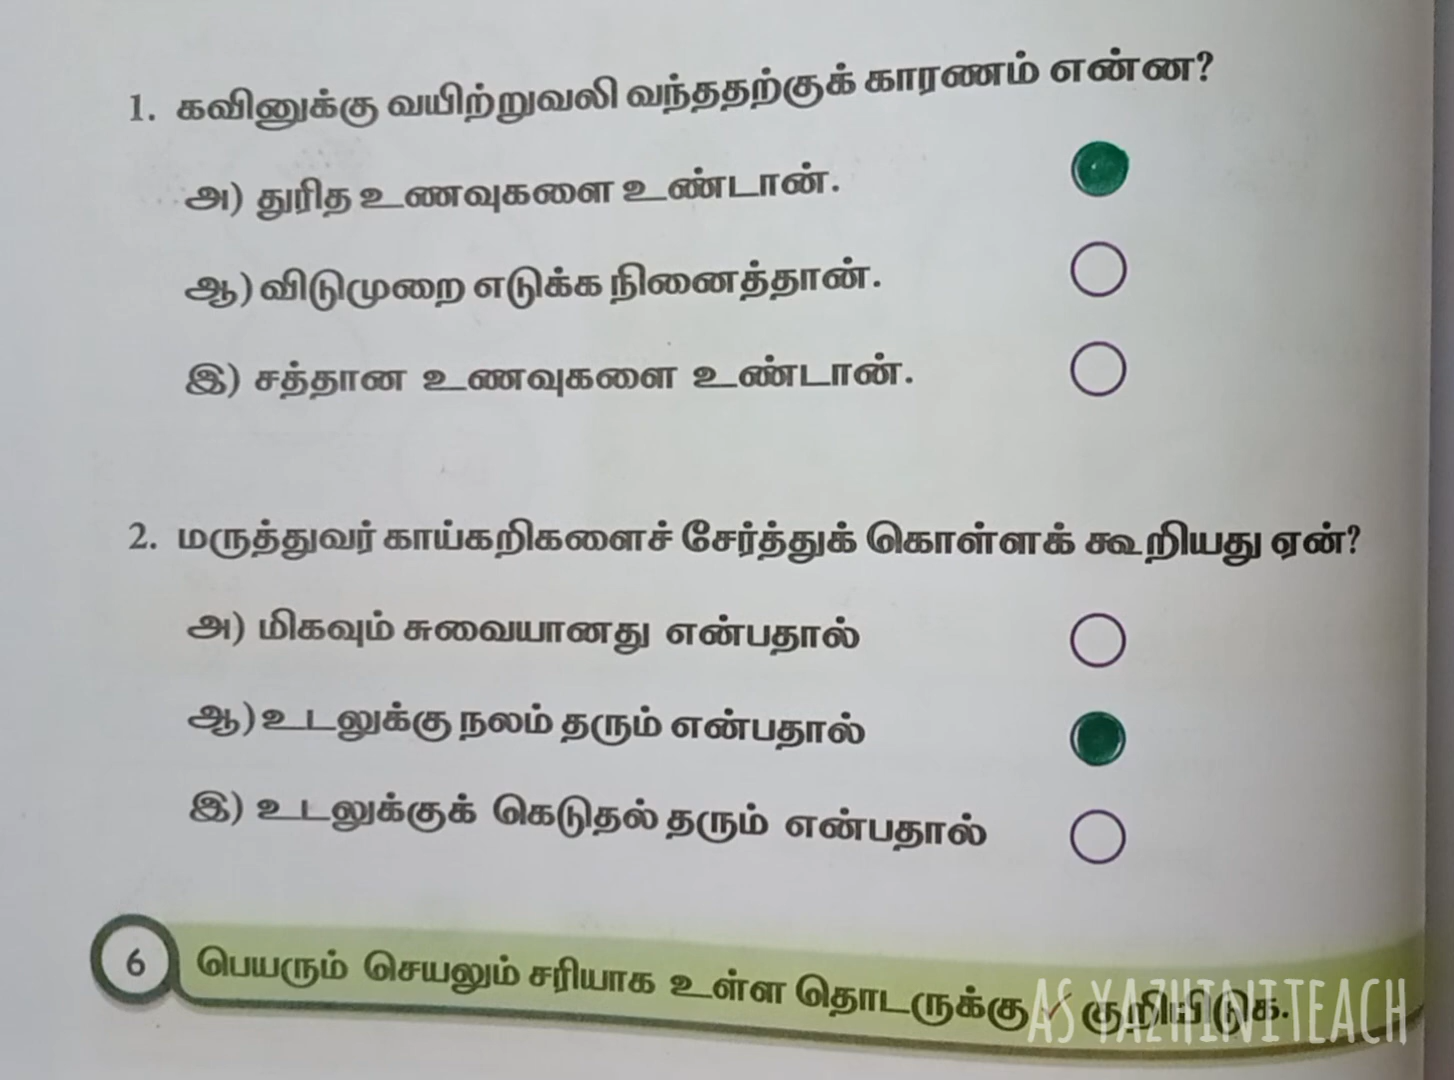 1. கவினுக்கு வயிற்றுவலி வந்ததற்குக் காரணம் என்ன?
அ) துரித உணவுகளை உண்டான்.
ஆ) விடுமுறை எடுக்க நினைத்தான்.
இ) சத்தான உணவுகளை உண்டான்.
2. மருத்துவர் காய்கறிகளைச் சேர்த்துக் கொள்ளக் கூறியது ஏன்?
அ) மிகவும் சுவையானது என்பதால்
ஆ) உடலுக்கு நலம் தரும் என்பதால்
இ) உடலுக்குக் கெடுதல் தரும் என்பதால்
6 பெயரும் செயலும் சரியாக உள்ள தொடருக்கு ✓ குறியிடுக.
AS YAZHINITEACH